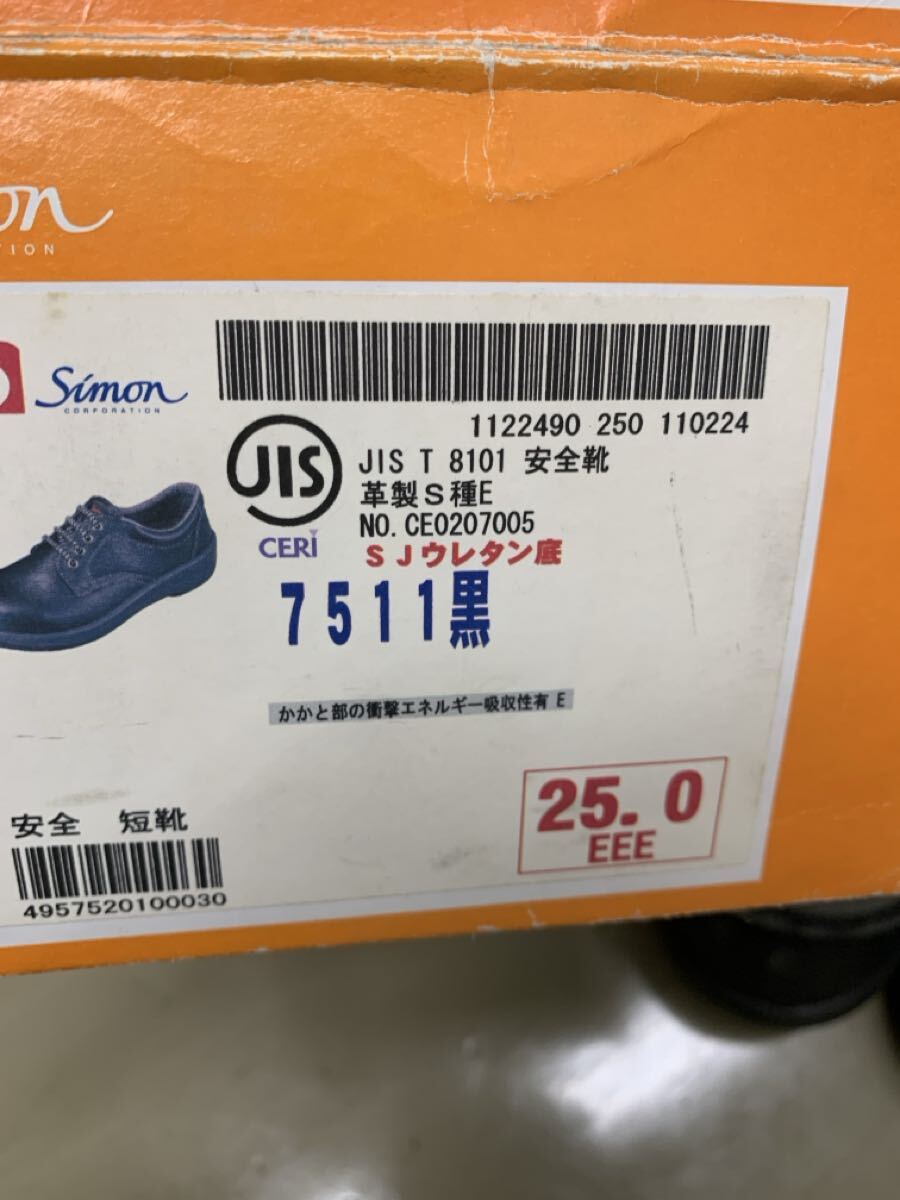 on
TION
Simon
CORPORATION
1122490 250 110224
JIS
JIS T 8101 安全靴
革製S種E
NO.CE0207005
CERI
SJウレタン底
7511黒
かかと部の衝撃エネルギー吸収性有 E
25.0
EEE
安全 短靴
4957520100030